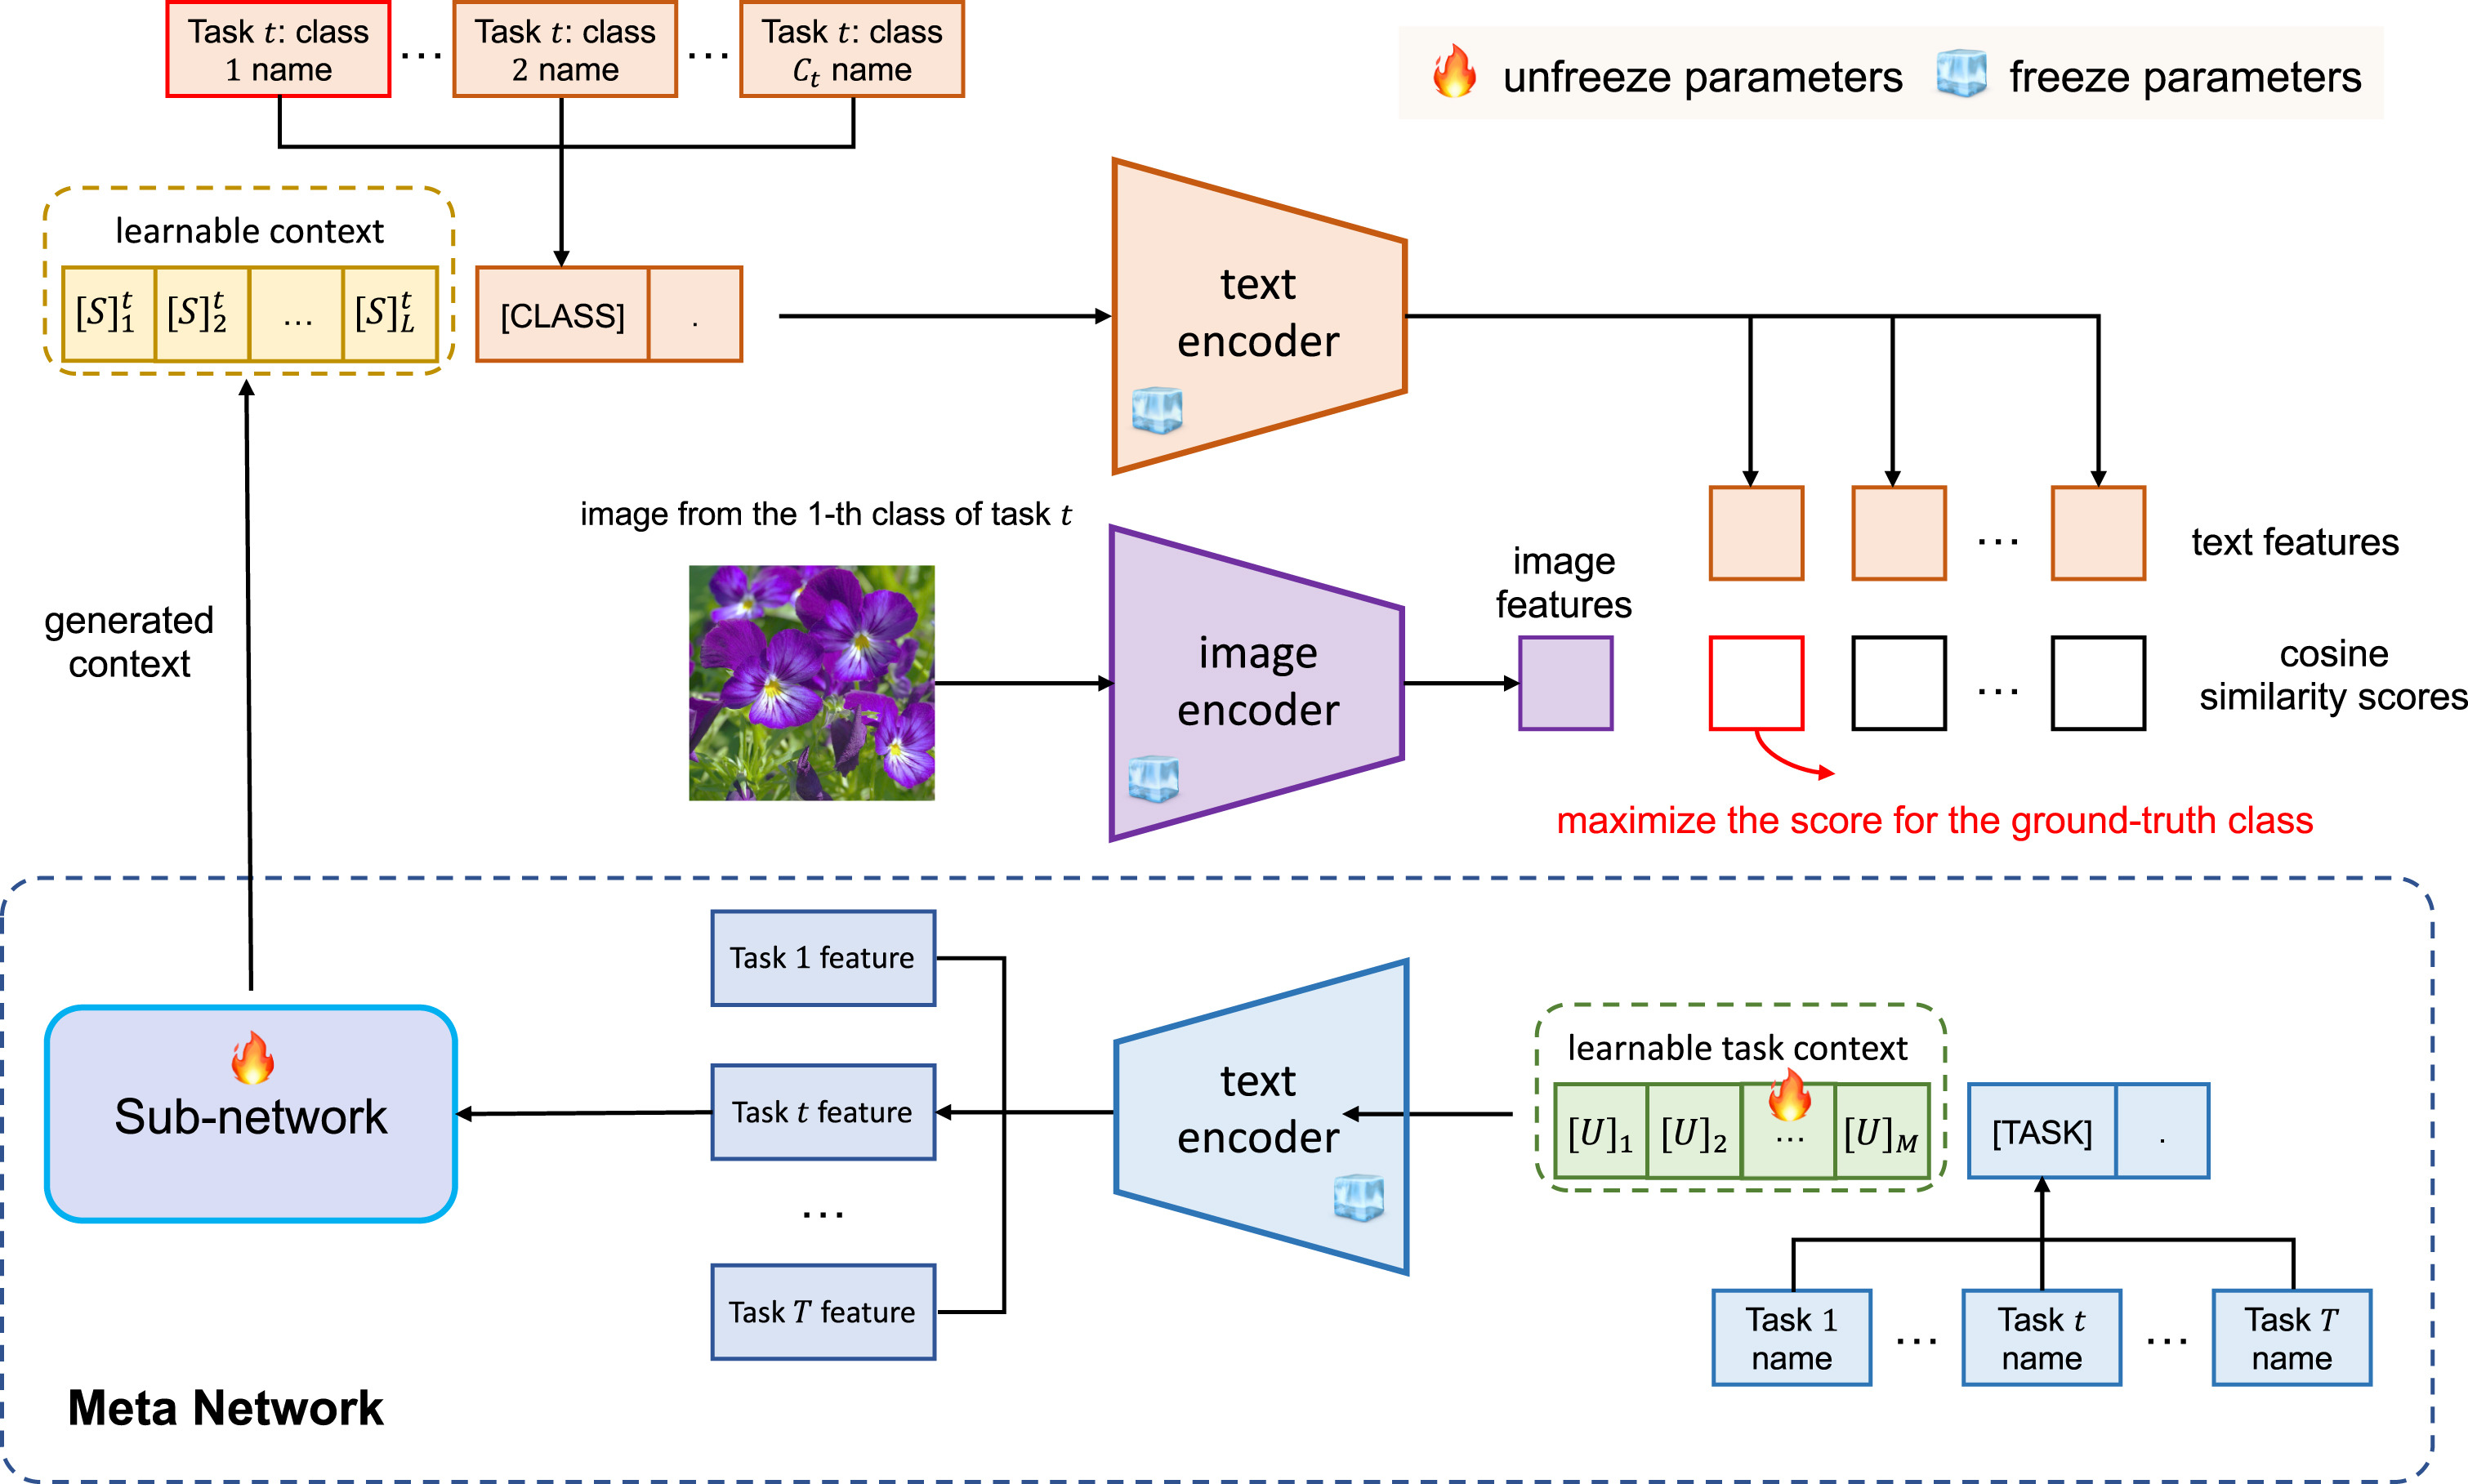 Task t: class
1 name
...
Task t: class
2 name
...
Task t: class
C_t name
unfreeze parameters
freeze parameters
learnable context
[S]^t_1 [S]^t_2 ... [S]^t_L
[CLASS] .
text
encoder
image from the 1-th class of task t
image
encoder
image
features
...
text features
...
cosine
similarity scores
maximize the score for the ground-truth class
generated
context
Task 1 feature
Task t feature
...
Task T feature
Sub-network
text
encoder
learnable task context
[U]_1 [U]_2 ... [U]_M
[TASK] .
Task 1
name
...
Task t
name
...
Task T
name
Meta Network